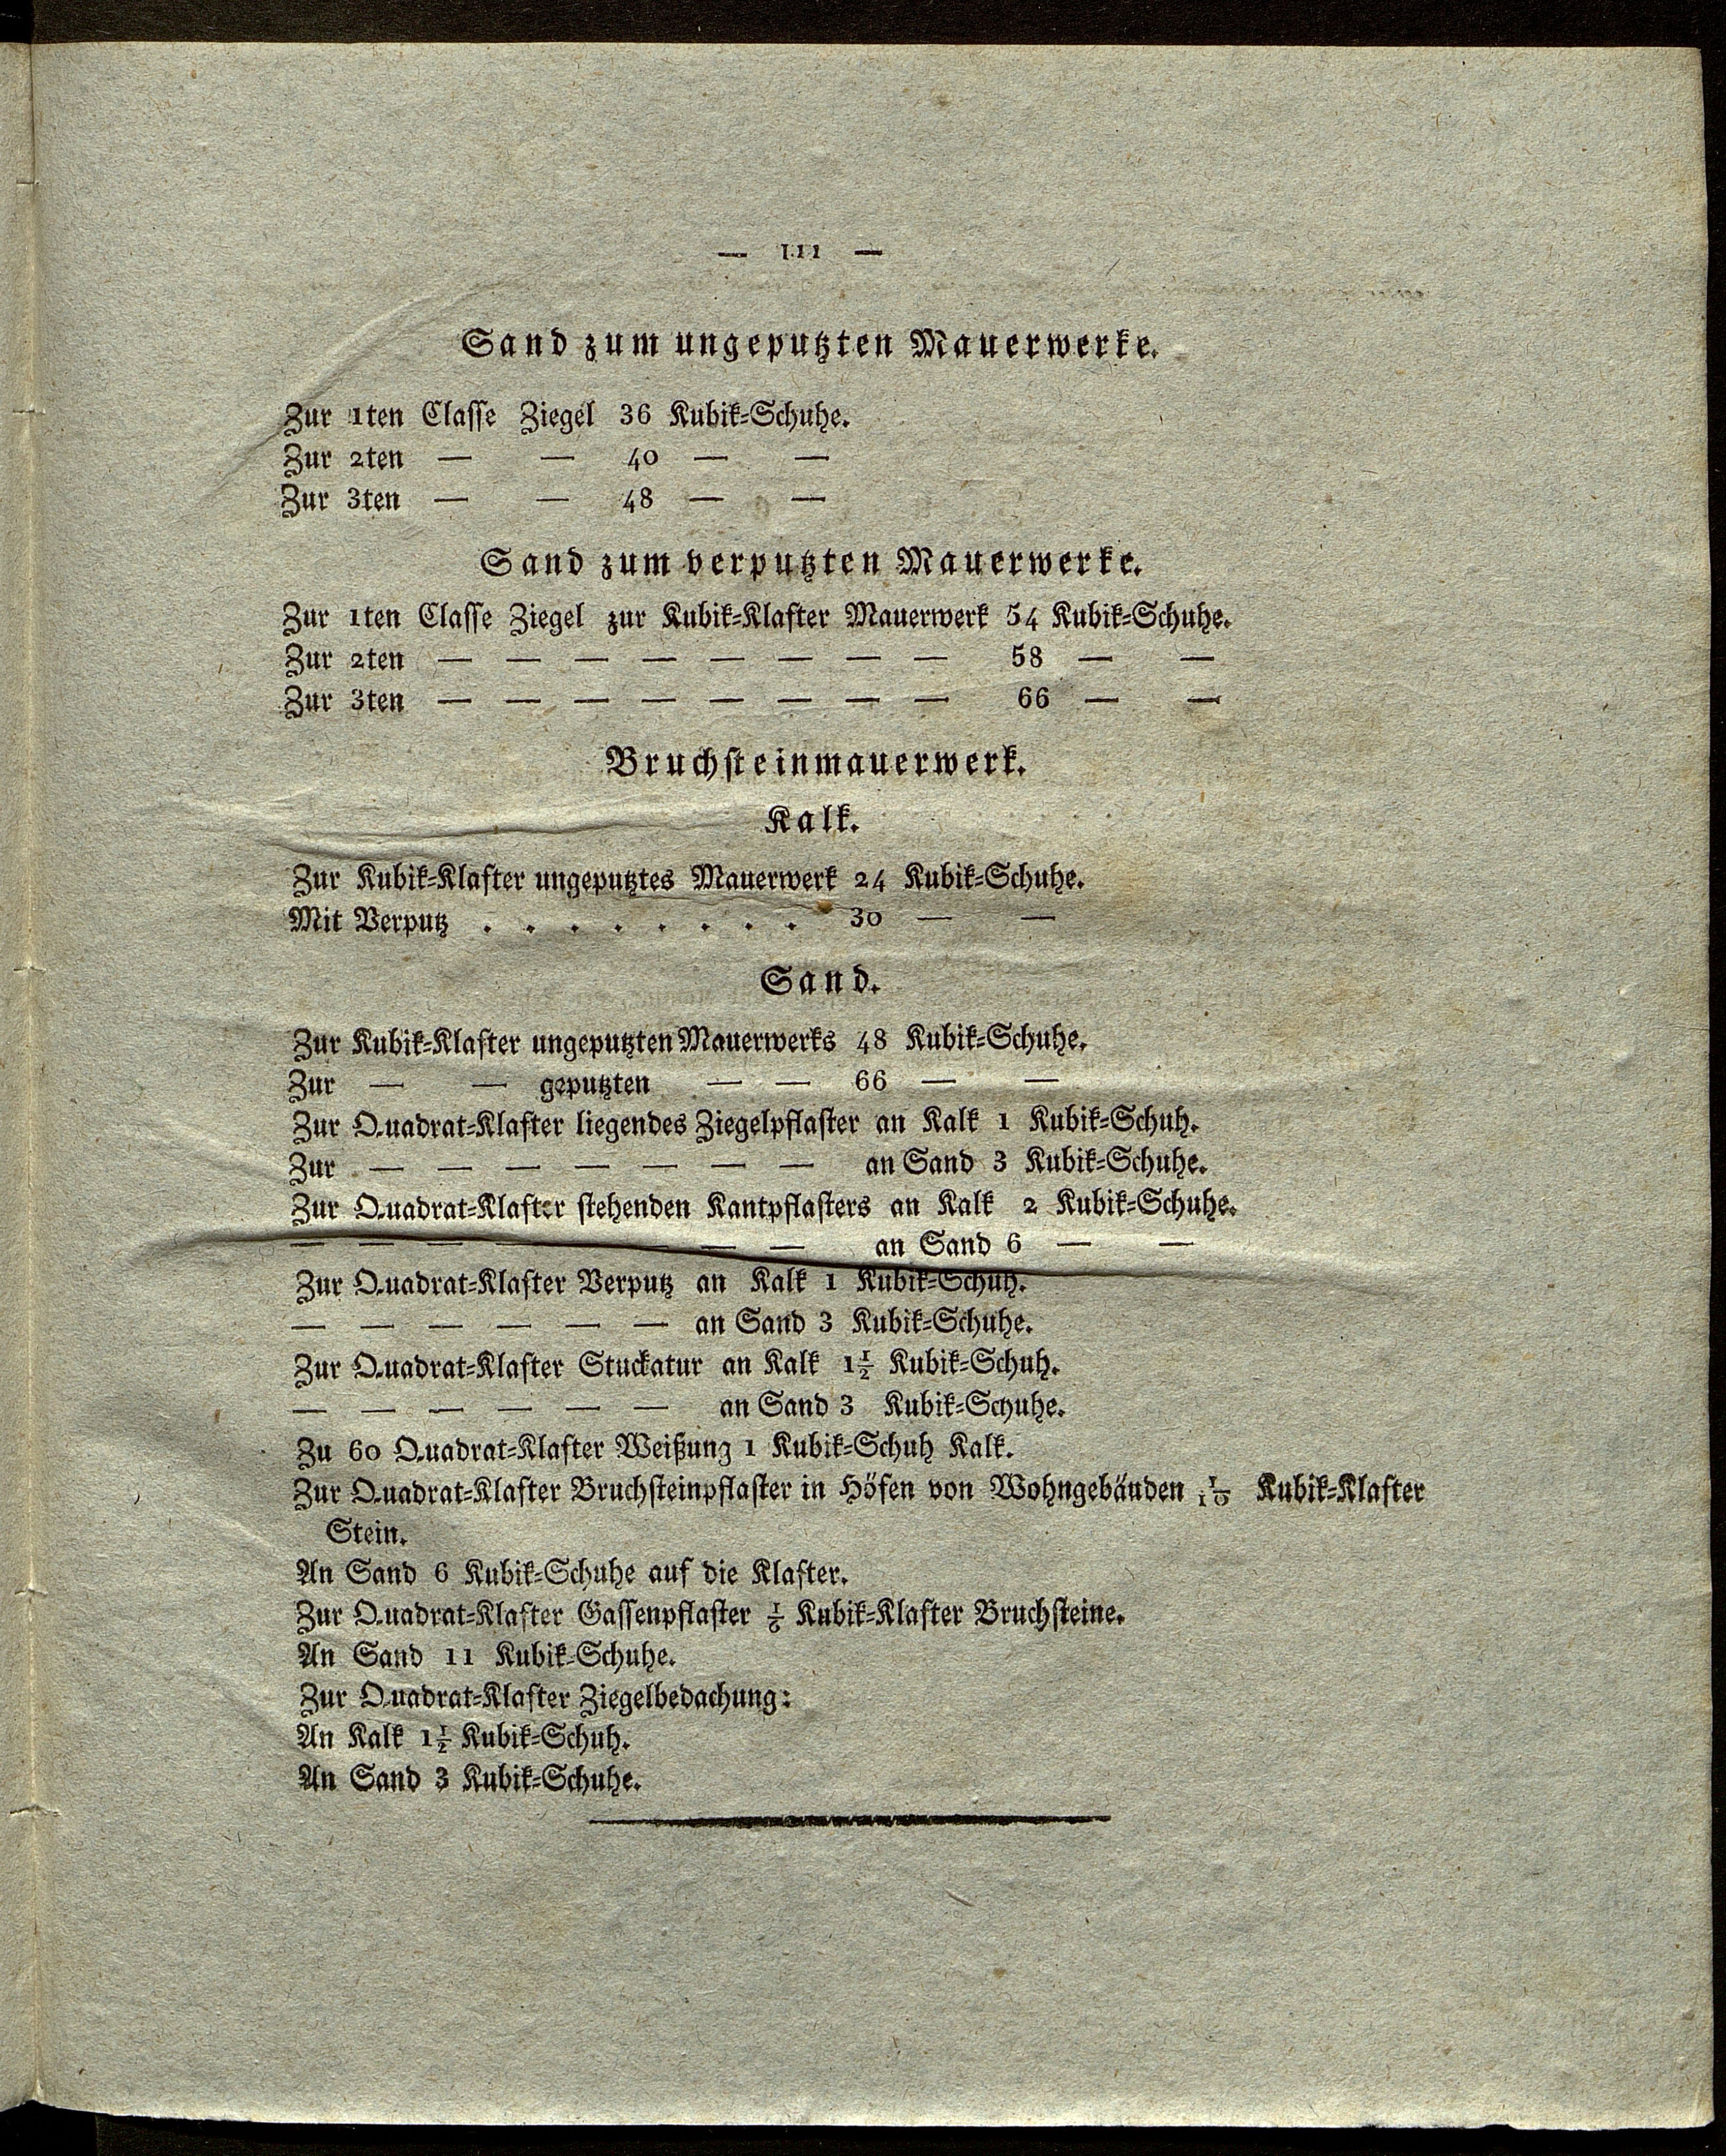 — 111 —
Sand zum ungeputzten Mauerwerke.
Zur 1ten Classe Ziegel 36 Kubik-Schuhe.
Zur 2ten — — 40 — —
Zur 3ten — — 48 — —
Sand zum verputzten Mauerwerke.
Zur 1ten Classe Ziegel zur Kubik-Klafter Mauerwerk 54 Kubik-Schuhe.
Zur 2ten — — — — — — — — 58 — —
Zur 3ten — — — — — — — — 66 — —
Bruchsteinmauerwerk.
Kalk.
Zur Kubik-Klafter ungeputztes Mauerwerk 24 Kubik-Schuhe.
Mit Verputz . . . . . . . . 30 — —
Sand.
Zur Kubik-Klafter ungeputzten Mauerwerks 48 Kubik-Schuhe.
Zur — — geputzten — — 66 — —
Zur Quadrat-Klafter liegendes Ziegelpflaster an Kalk 1 Kubik-Schuh.
Zur — — — — — — — an Sand 3 Kubik-Schuhe.
Zur Quadrat-Klafter stehenden Kantpflasters an Kalk 2 Kubik-Schuhe.
— — — — — — — — an Sand 6 — —
Zur Quadrat-Klafter Verputz an Kalk 1 Kubik-Schuh.
— — — — — — an Sand 3 Kubik-Schuhe.
Zur Quadrat-Klafter Stuckatur an Kalk 1½ Kubik-Schuh.
— — — — — — an Sand 3 Kubik-Schuhe.
Zu 60 Quadrat-Klafter Weißung 1 Kubik-Schuh Kalk.
Zur Quadrat-Klafter Bruchsteinpflaster in Höfen von Wohngebäuden 1/10 Kubik-Klafter
Stein.
An Sand 6 Kubik-Schuhe auf die Klafter.
Zur Quadrat-Klafter Gassenpflaster Kubik-Klafter Bruchsteine.
An Sand 11 Kubik-Schuhe.
Zur Quadrat-Klafter Ziegelbedachung:
An Kalk 1½ Kubik-Schuh.
An Sand 3 Kubik-Schuhe.